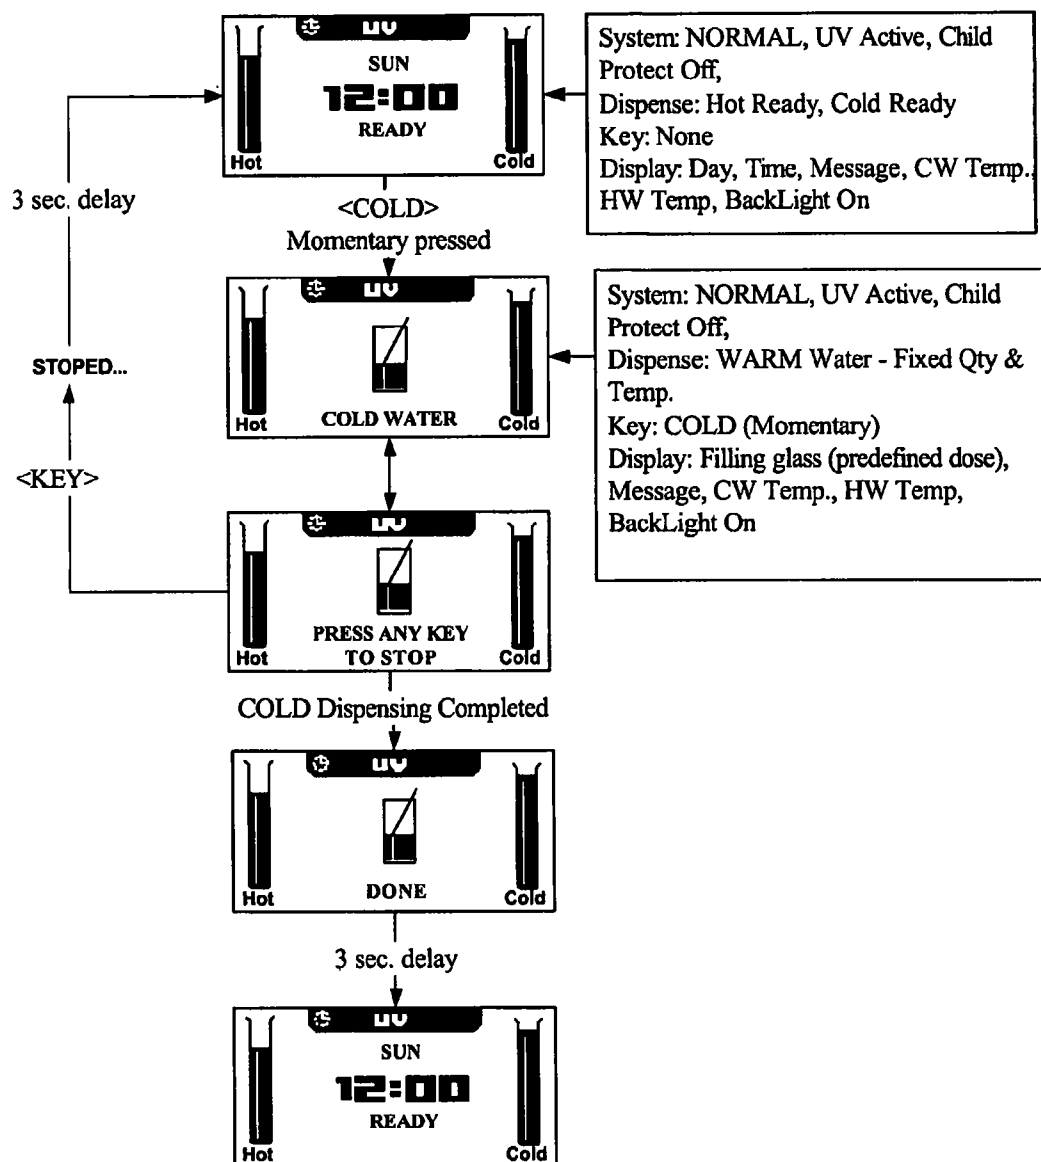 UV
SUN
12:00
READY
Hot
Cold
System: NORMAL, UV Active, Child
Protect Off,
Dispense: Hot Ready, Cold Ready
Key: None
Display: Day, Time, Message, CW Temp.,
HW Temp, BackLight On
3 sec. delay
<COLD>
Momentary pressed
UV
COLD WATER
Hot
Cold
System: NORMAL, UV Active, Child
Protect Off,
Dispense: WARM Water - Fixed Qty &
Temp.
Key: COLD (Momentary)
Display: Filling glass (predefined dose),
Message, CW Temp., HW Temp,
BackLight On
STOPED...
<KEY>
UV
PRESS ANY KEY
TO STOP
Hot
Cold
COLD Dispensing Completed
UV
DONE
Hot
Cold
3 sec. delay
UV
SUN
12:00
READY
Hot
Cold